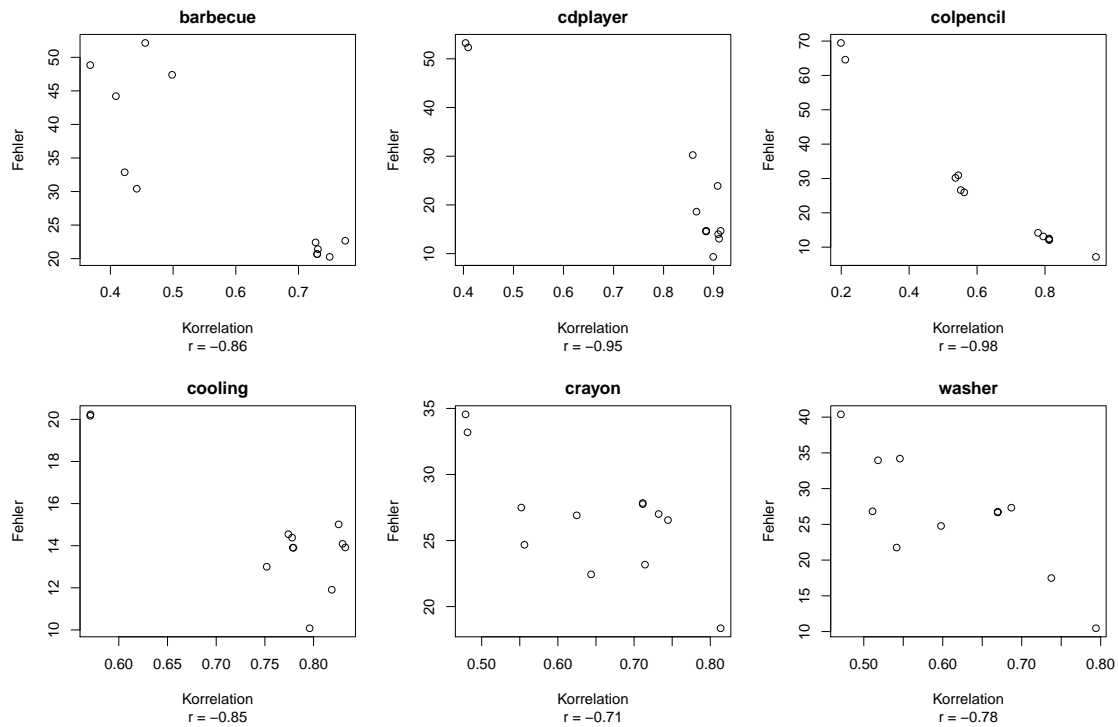 barbecue
Fehler
20 25 30 35 40 45 50
0.4 0.5 0.6 0.7
Korrelation
r = −0.86
cdplayer
Fehler
10 20 30 40 50
0.4 0.5 0.6 0.7 0.8 0.9
Korrelation
r = −0.95
colpencil
Fehler
10 20 30 40 50 60 70
0.2 0.4 0.6 0.8
Korrelation
r = −0.98
cooling
Fehler
10 12 14 16 18 20
0.60 0.65 0.70 0.75 0.80
Korrelation
r = −0.85
crayon
Fehler
20 25 30 35
0.50 0.60 0.70 0.80
Korrelation
r = −0.71
washer
Fehler
10 15 20 25 30 35 40
0.50 0.60 0.70 0.80
Korrelation
r = −0.78